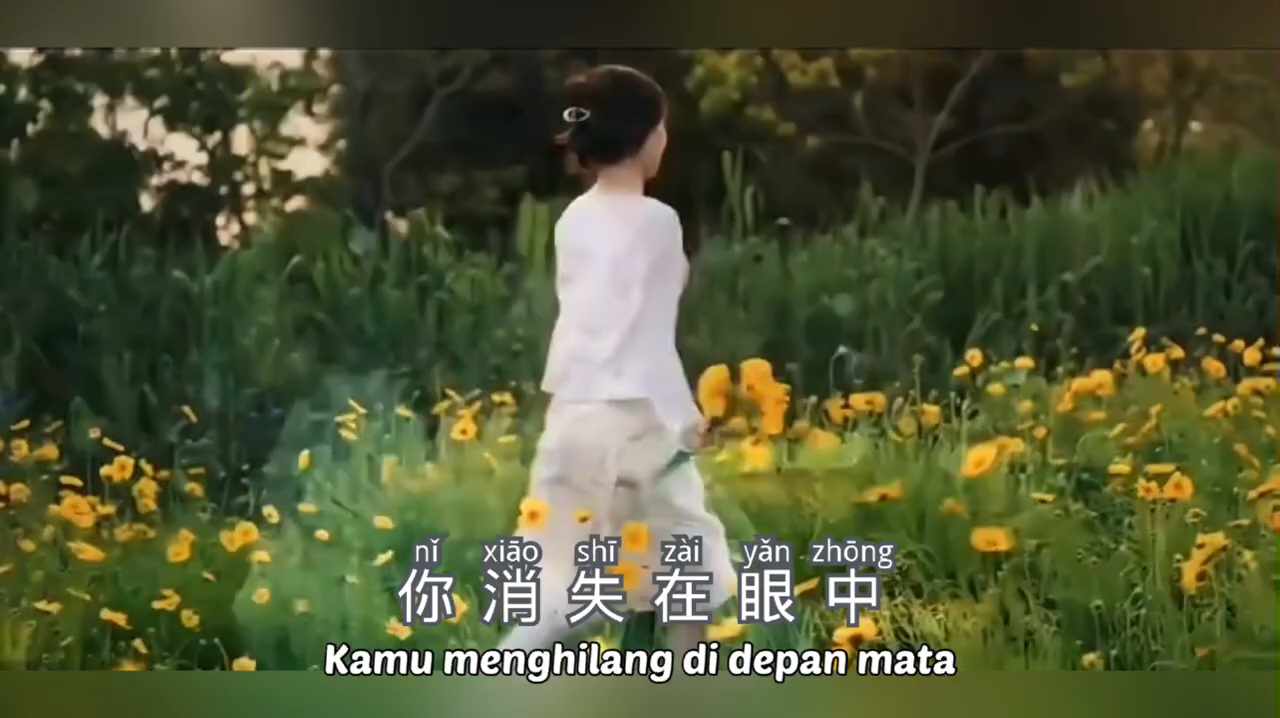 nǐ xiāo shī zài yǎn zhōng
你消失在眼中
Kamu menghilang di depan mata